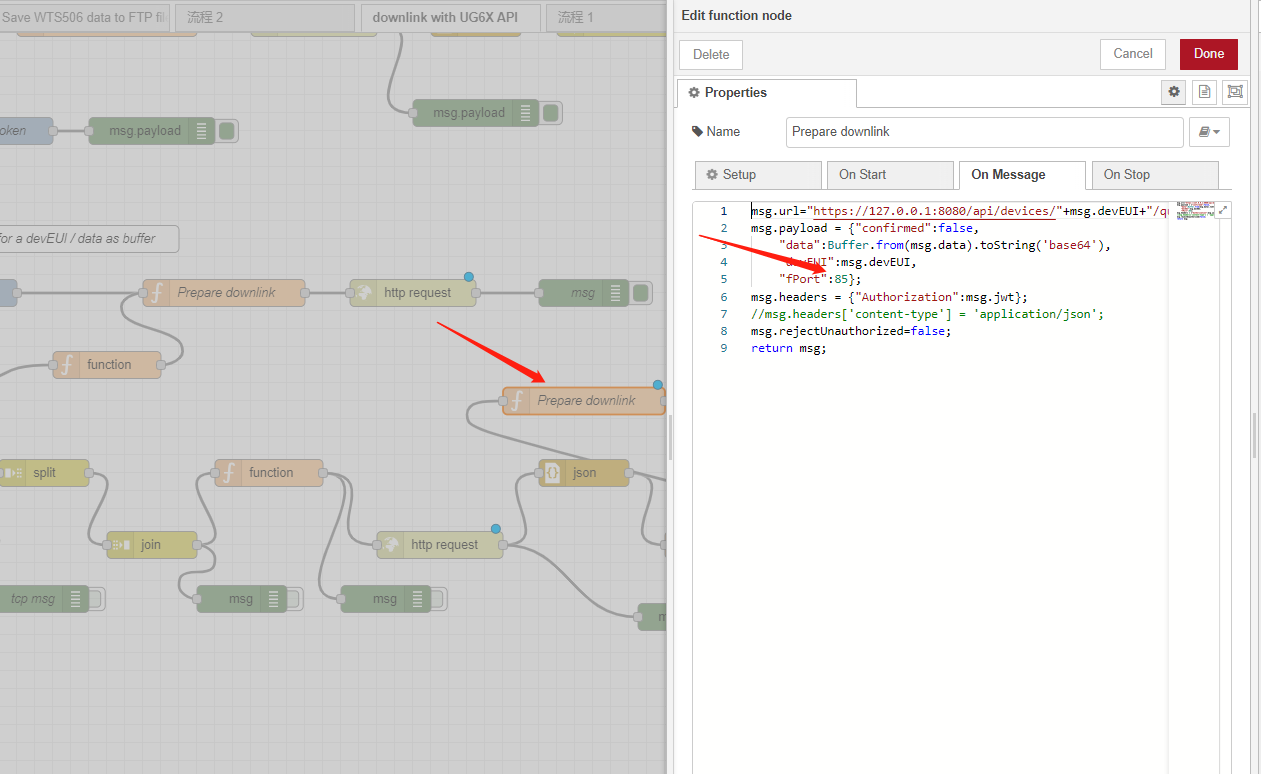 Save WTS506 data to FTP fi
流程 2
downlink with UG6X API
流程 1
msg.payload
oken
msg.payload
for a devEUI / data as buffer
Prepare downlink
http request
msg
function
Prepare downlink
split
function
json
join
http request
tcp msg
msg
msg
Edit function node
Delete
Cancel
Done
Properties
Name
Prepare downlink
Setup
On Start
On Message
On Stop
1 msg.url="https://127.0.0.1:8080/api/devices/"+msg.devEUI+"/qu
2 msg.payload = {"confirmed":false,
3 "data":Buffer.from(msg.data).toString('base64'),
4 "devEUI":msg.devEUI,
5 "fPort":85};
6 msg.headers = {"Authorization":msg.jwt};
7 //msg.headers['content-type'] = 'application/json';
8 msg.rejectUnauthorized=false;
9 return msg;